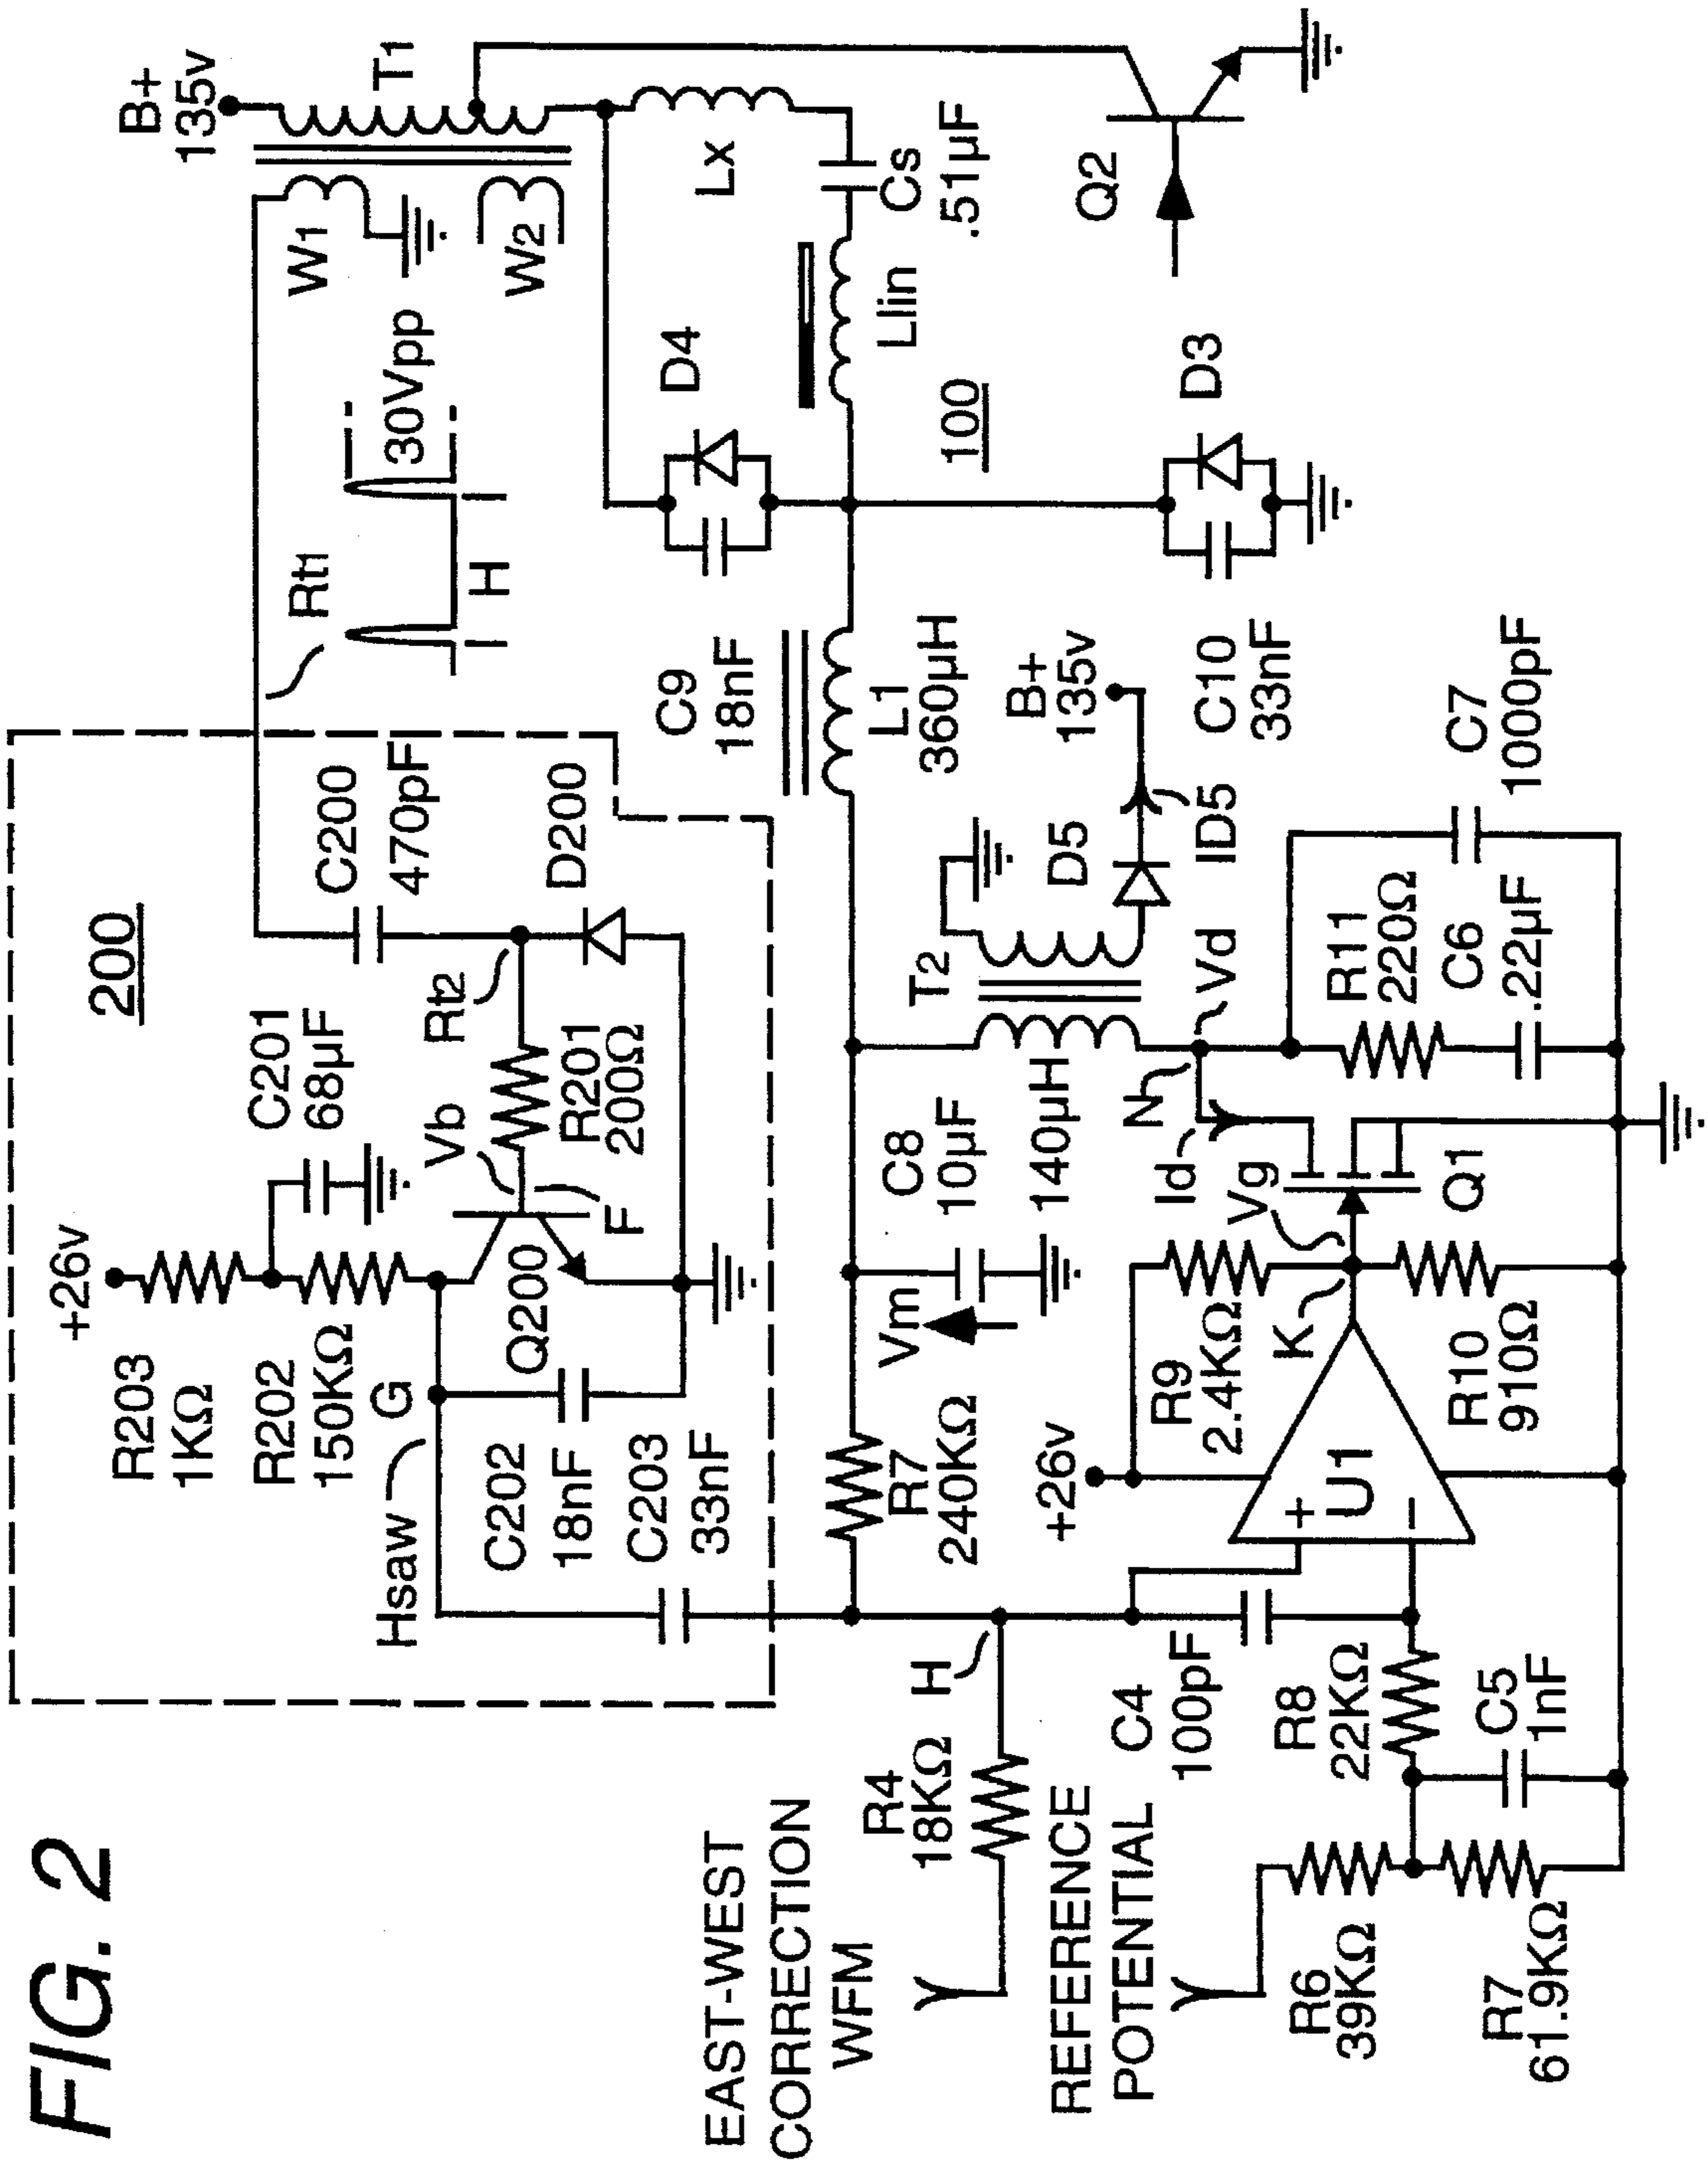 FIG. 2
200
+26v
R203
1KΩ
R202
150KΩ
C201
68µF
C200
470pF
Rt2
D200
R201
200Ω
Vb
F
Q200
G
Hsaw
C202
18nF
C203
33nF
Rt1
30Vpp
H
B+
135v
T1
W1
W2
Lx
Cs
.51µF
Llin
D4
C9
18nF
100
D3
C10
33nF
Q2
L1
360µH
B+
135v
D5
ID5
T2
140µH
Vd
N
Id
Vg
Q1
K
C8
10µF
Vm
R7
240KΩ
R11
220Ω
C6
.22µF
C7
1000pF
+26v
R9
2.4KΩ
R10
910Ω
U1
+
−
H
R4
18KΩ
EAST-WEST
CORRECTION
WFM
C4
100pF
R8
22KΩ
C5
1nF
REFERENCE
POTENTIAL
R6
39KΩ
R7
61.9KΩ